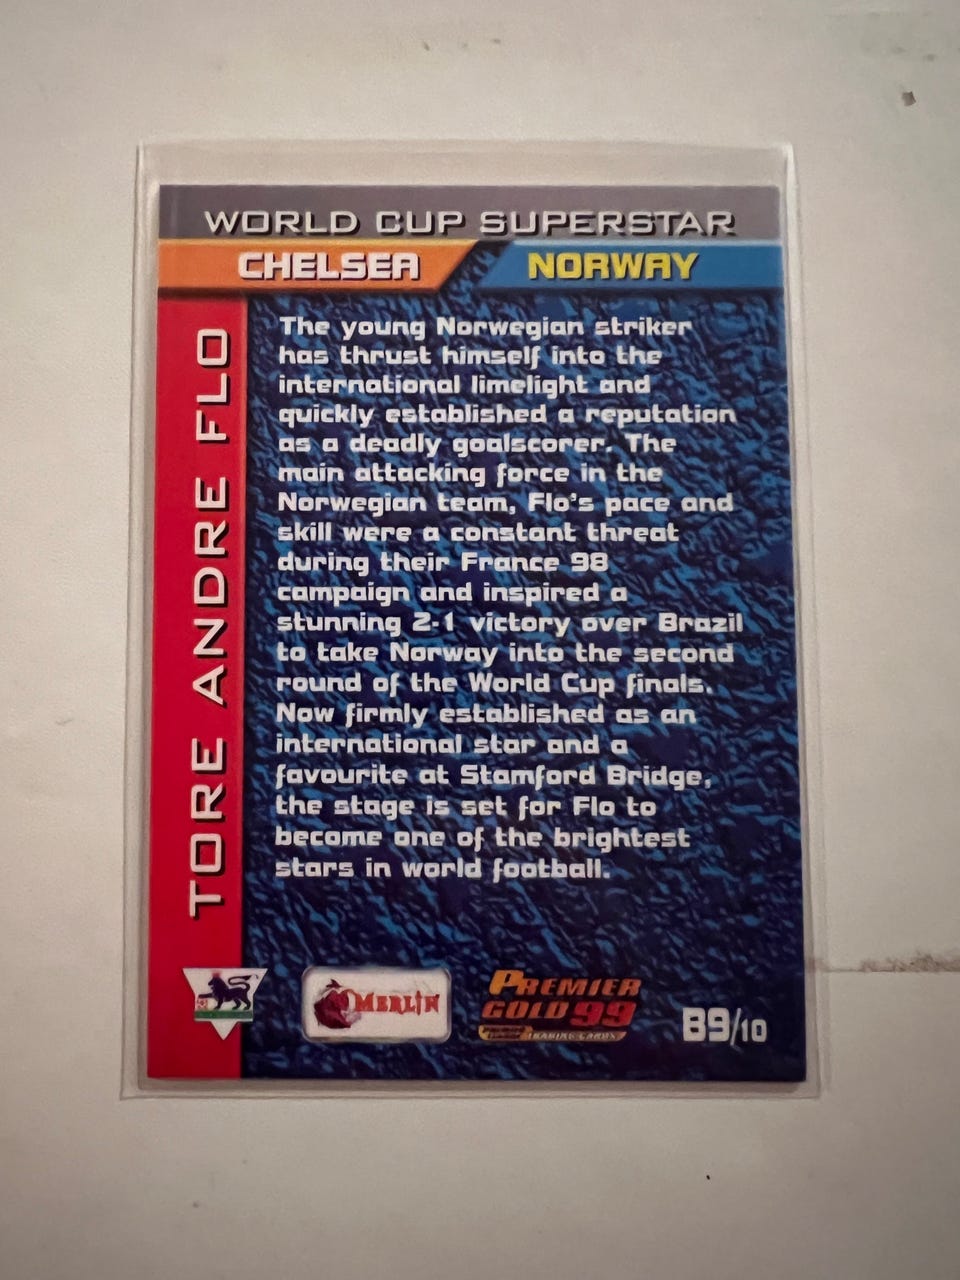 WORLD CUP SUPERSTAR
CHELSEA
NORWAY
TORE ANDRE FLO
The young Norwegian striker
has thrust himself into the
international limelight and
quickly established a reputation
as a deadly goalscorer. The
main attacking force in the
Norwegian team, Flo's pace and
skill were a constant threat
during their France 98
campaign and inspired a
stunning 2-1 victory over Brazil
to take Norway into the second
round of the World Cup finals.
Now firmly established as an
international star and a
favourite at Stamford Bridge,
the stage is set for Flo to
become one of the brightest
stars in world football.
MERLIN
PREMIER
GOLD 99
PREMIER LEAGUE TRADING CARDS
B9/10